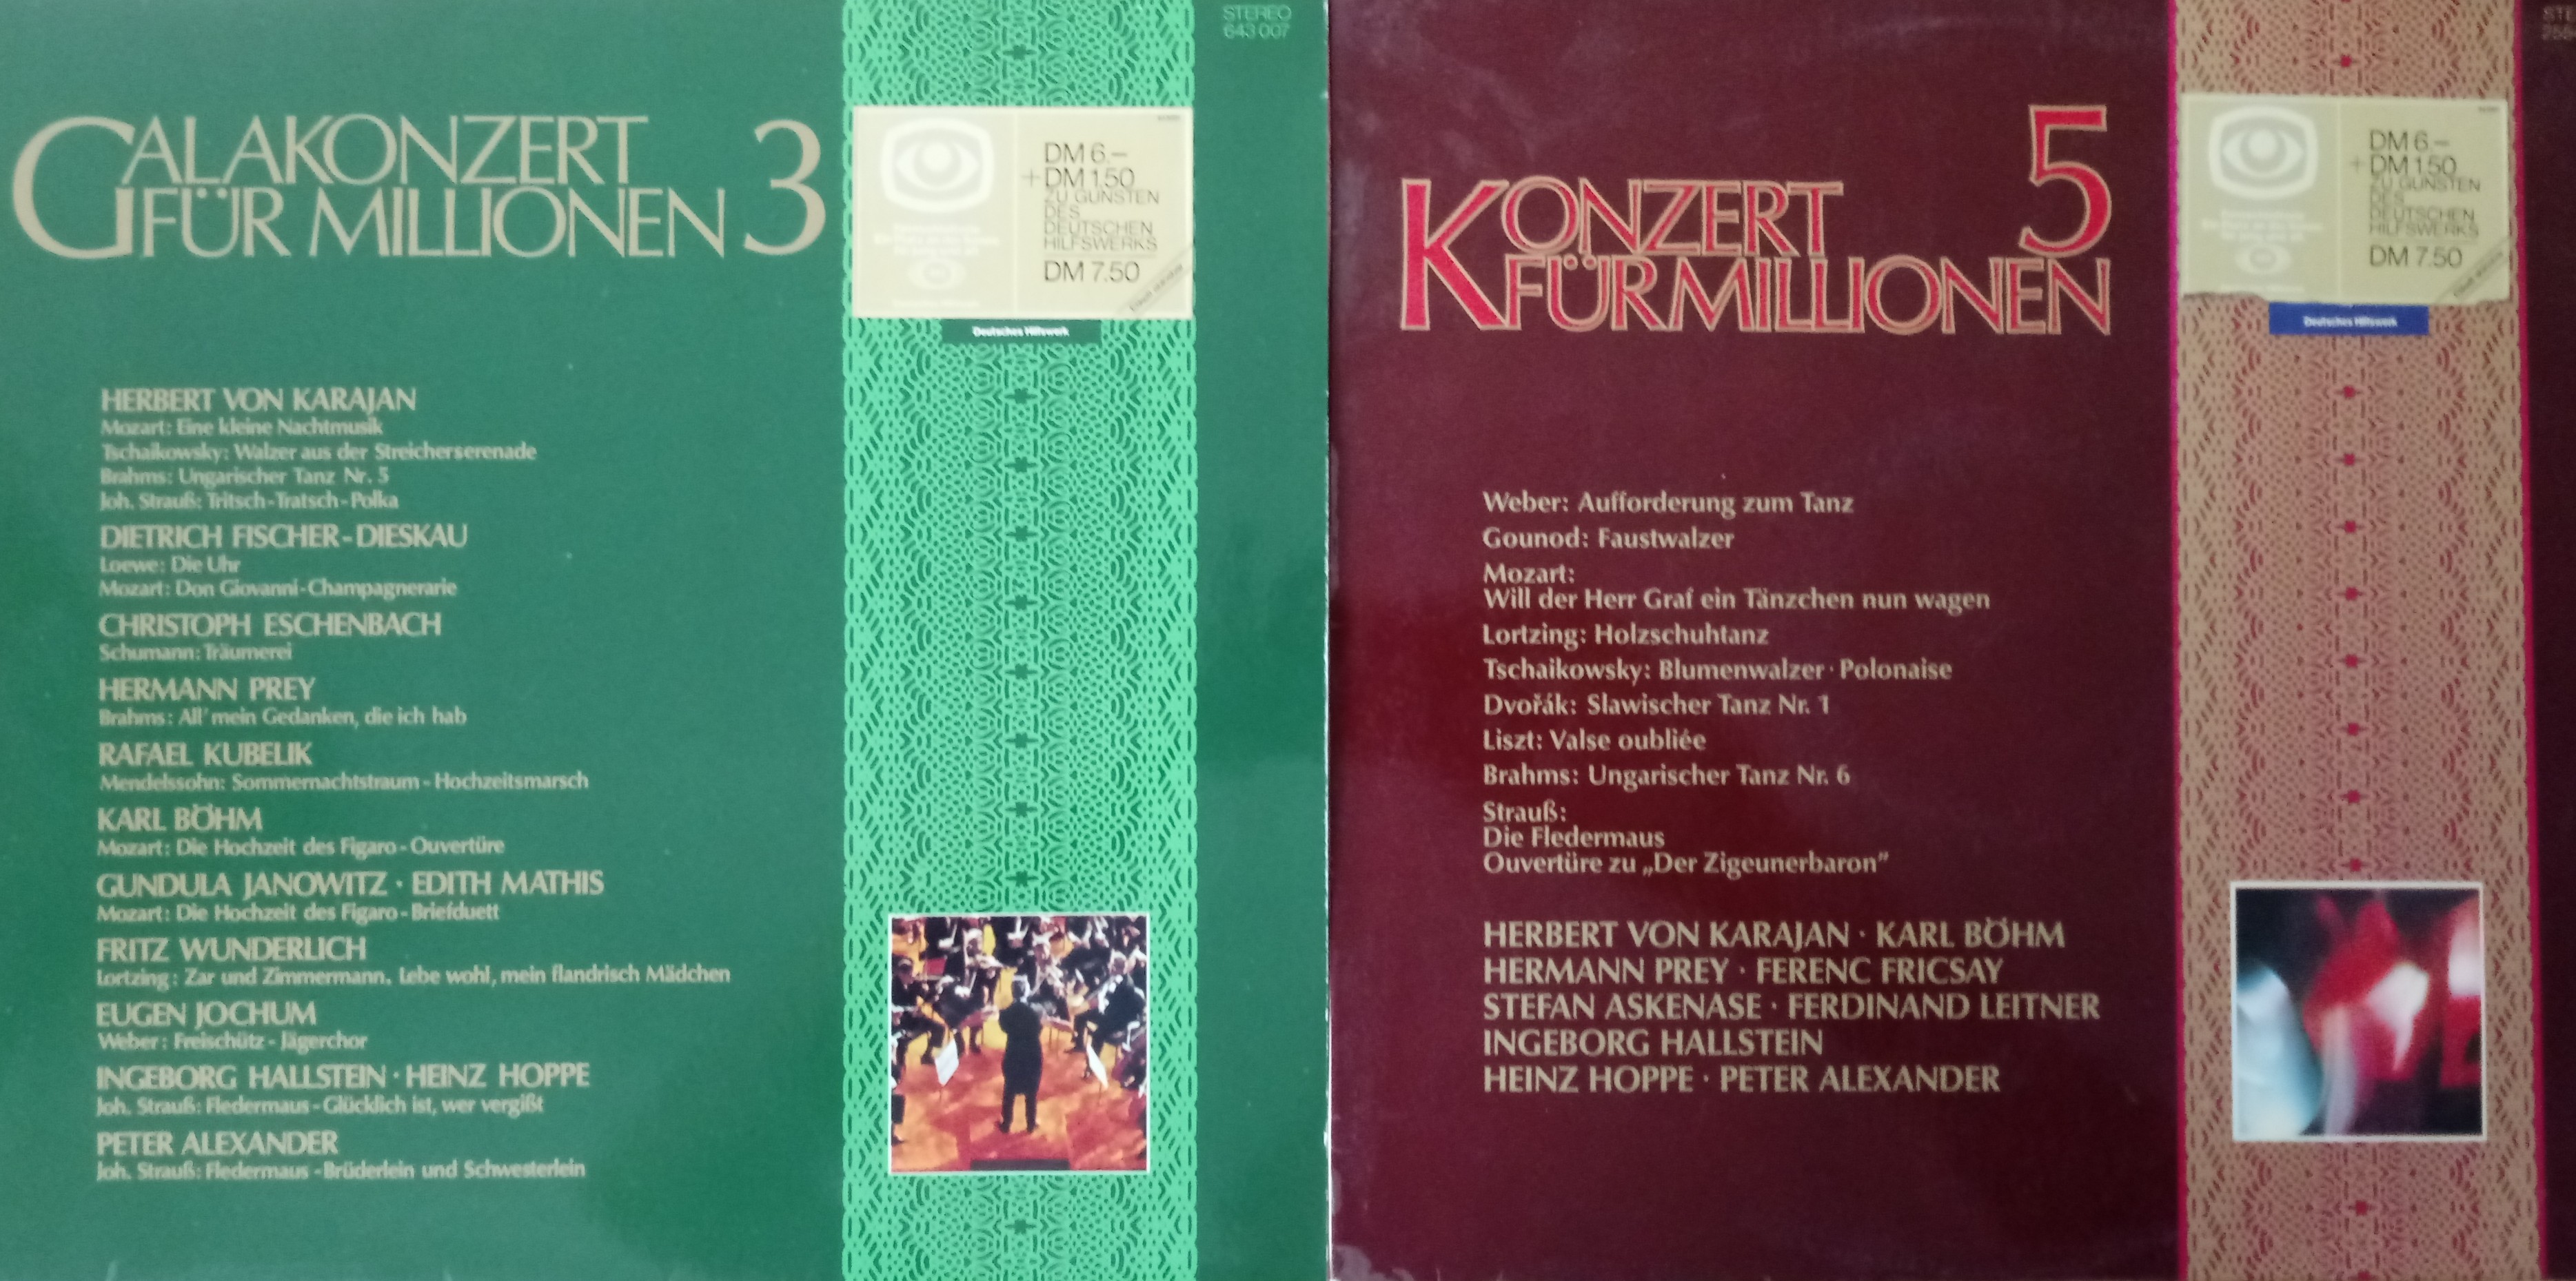 STEREO
643 007
GALAKONZERT
FÜR MILLIONEN 3
DM 6.–
+DM 1.50
ZU GUNSTEN
DES
DEUTSCHEN
HILFSWERKS
DM 7.50
Deutsches Hilfswerk
HERBERT VON KARAJAN
Mozart: Eine kleine Nachtmusik
Tschaikowsky: Walzer aus der Streicherserenade
Brahms: Ungarischer Tanz Nr. 5
Joh. Strauß: Tritsch-Tratsch-Polka
DIETRICH FISCHER-DIESKAU
Loewe: Die Uhr
Mozart: Don Giovanni-Champagnerarie
CHRISTOPH ESCHENBACH
Schumann: Träumerei
HERMANN PREY
Brahms: All' mein Gedanken, die ich hab
RAFAEL KUBELIK
Mendelssohn: Sommernachtstraum - Hochzeitsmarsch
KARL BÖHM
Mozart: Die Hochzeit des Figaro - Ouvertüre
GUNDULA JANOWITZ · EDITH MATHIS
Mozart: Die Hochzeit des Figaro - Briefduett
FRITZ WUNDERLICH
Lortzing: Zar und Zimmermann, Lebe wohl, mein flandrisch Mädchen
EUGEN JOCHUM
Weber: Freischütz - Jägerchor
INGEBORG HALLSTEIN · HEINZ HOPPE
Joh. Strauß: Fledermaus - Glücklich ist, wer vergißt
PETER ALEXANDER
Joh. Strauß: Fledermaus - Brüderlein und Schwesterlein
KONZERT 5
FÜR MILLIONEN
DM 6.–
+ DM 1.50
ZU GUNSTEN
DES
DEUTSCHEN
HILFSWERKS
DM 7.50
Deutsches Hilfswerk
Weber: Aufforderung zum Tanz
Gounod: Faustwalzer
Mozart:
Will der Herr Graf ein Tänzchen nun wagen
Lortzing: Holzschuhtanz
Tschaikowsky: Blumenwalzer · Polonaise
Dvořák: Slawischer Tanz Nr. 1
Liszt: Valse oubliée
Brahms: Ungarischer Tanz Nr. 6
Strauß:
Die Fledermaus
Ouvertüre zu „Der Zigeunerbaron"
HERBERT VON KARAJAN · KARL BÖHM
HERMANN PREY · FERENC FRICSAY
STEFAN ASKENASE · FERDINAND LEITNER
INGEBORG HALLSTEIN
HEINZ HOPPE · PETER ALEXANDER